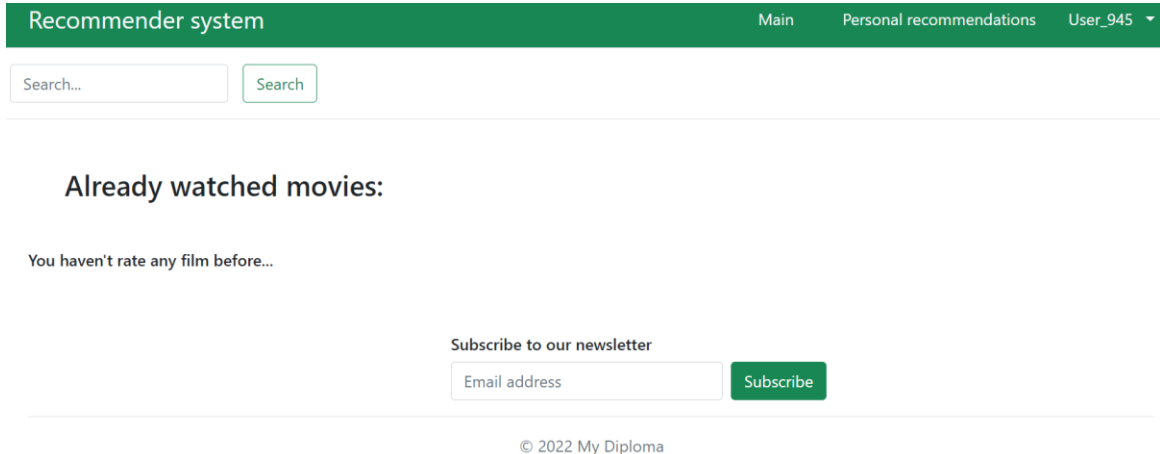 Recommender system Main Personal recommendations User_945
Search... Search
Already watched movies:
You haven't rate any film before...
Subscribe to our newsletter
Email address Subscribe
© 2022 My Diploma